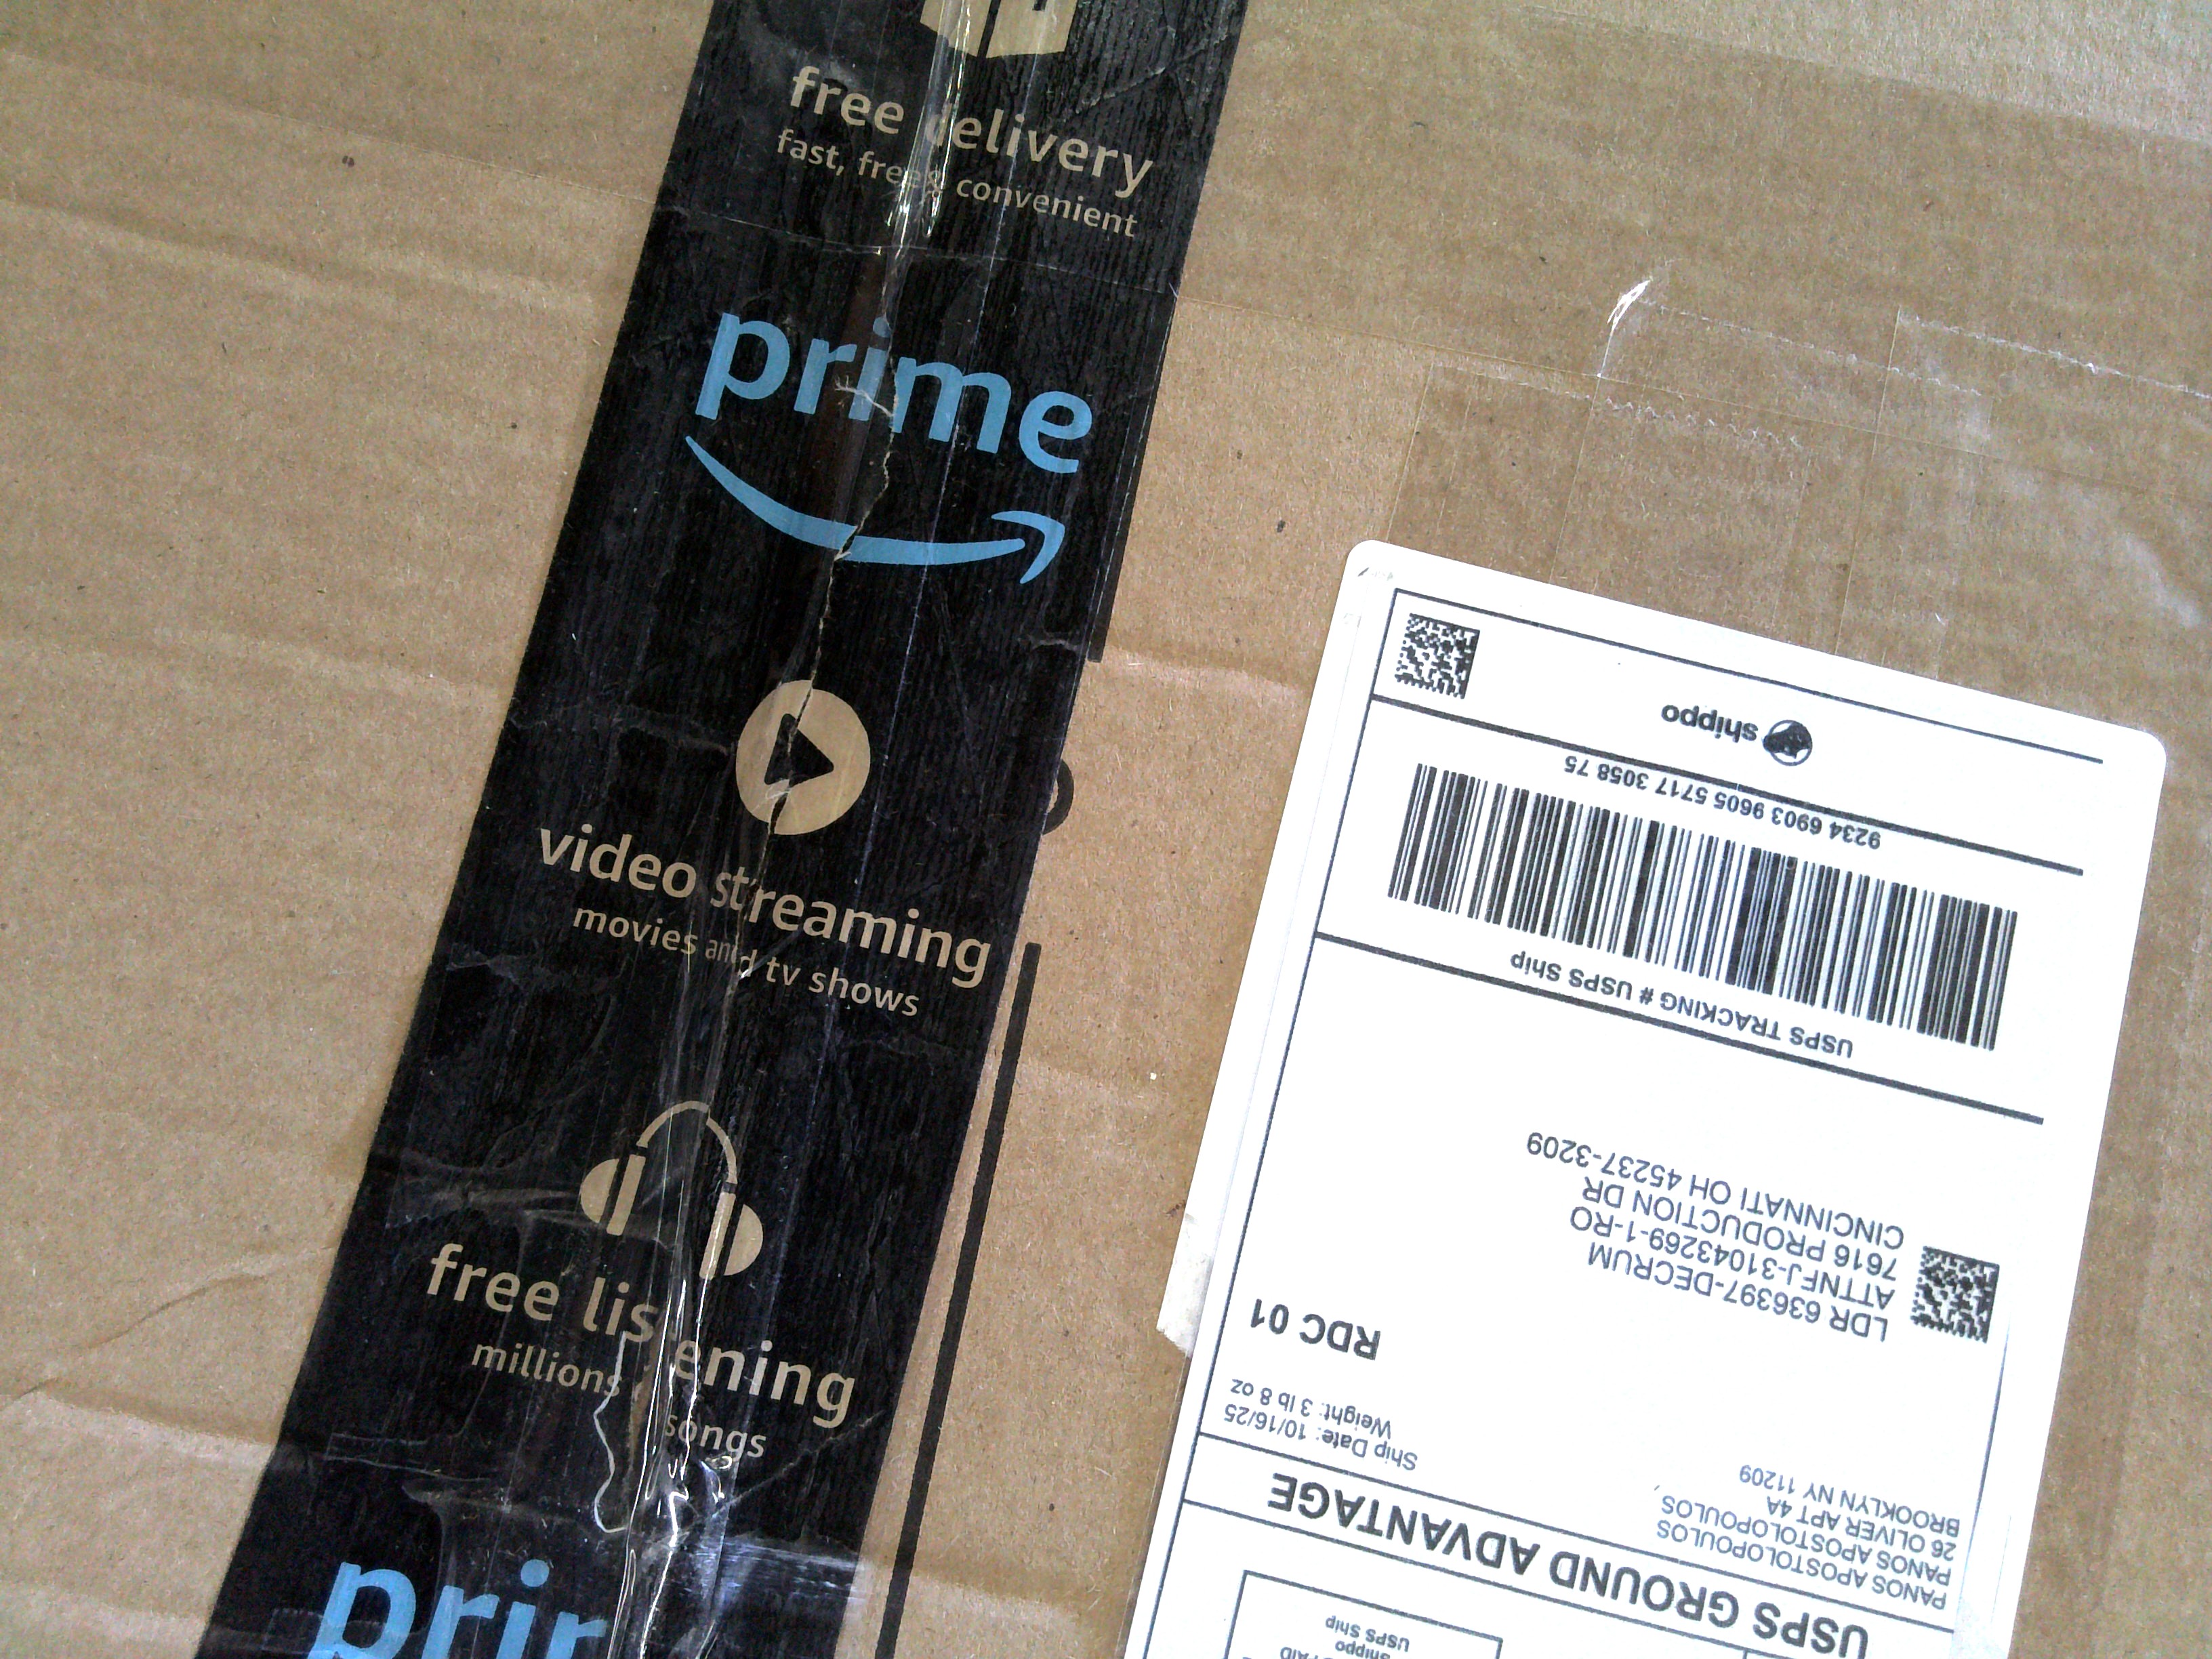 free delivery
fast, free & convenient
prime
video streaming
movies and tv shows
free listening
millions songs
USPS GROUND ADVANTAGE
PANOS APOSTOLOPOULOS
PANOS APOSTOLOPOULOS
26 OLIVER APT 4A
BROOKLYN NY 11209
Ship Date: 10/16/25
Weight: 3 lb 8 oz
RDC 01
LDR 636397-DECRUM
ATTNFJ-31043269-1-RO
7616 PRODUCTION DR
CINCINNATI OH 45237-3209
USPS TRACKING # USPS Ship
9234 6903 9605 5717 3058 75
shippo
shippo
USPS Ship